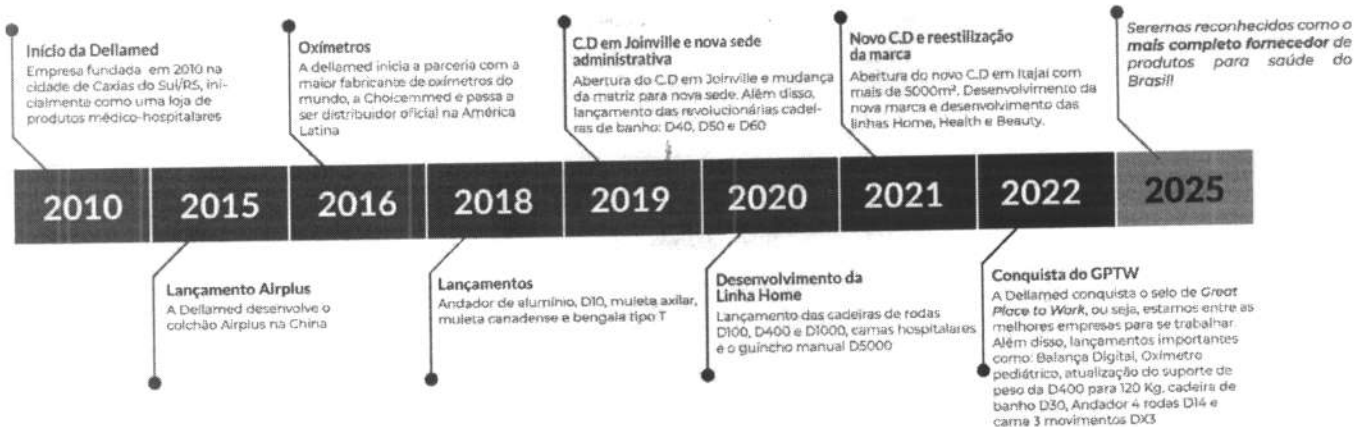 Início da Dellamed
Empresa fundada em 2010 na
cidade de Caxias do Sul/RS, ini-
cialmente como uma loja de
produtos médico-hospitalares
Oxímetros
A dellamed inicia a parceria com a
maior fabricante de oxímetros do
mundo, a Choicemmed e passa a
ser distribuidor oficial na América
Latina
C.D em Joinville e nova sede
administrativa
Abertura do C.D em Joinville e mudança
da matriz para nova sede. Além disso,
lançamento das revolucionárias cadei-
ras de banho: D40, D50 e D60
Novo C.D e reestilização
da marca
Abertura do novo C.D em Itajaí com
mais de 5000m². Desenvolvimento da
nova marca e desenvolvimento das
linhas Home, Health e Beauty.
Seremos reconhecidos como o
mais completo fornecedor de
produtos para saúde do
Brasil!
2010 2015 2016 2018 2019 2020 2021 2022 2025
Lançamento Airplus
A Dellamed desenvolve o
colchão Airplus na China
Lançamentos
Andador de alumínio, D10, muleta axilar,
muleta canadense e bengala tipo T
Desenvolvimento da
Linha Home
Lançamento das cadeiras de rodas
D100, D400 e D1000, camas hospitalares
e o guincho manual D5000
Conquista do GPTW
A Dellamed conquista o selo de Great
Place to Work, ou seja, estamos entre as
melhores empresas para se trabalhar.
Além disso, lançamentos importantes
como: Balança Digital, Oxímetro
pediátrico, atualização do suporte de
peso da D400 para 120 Kg, cadeira de
banho D30, Andador 4 rodas D14 e
cama 3 movimentos DX3